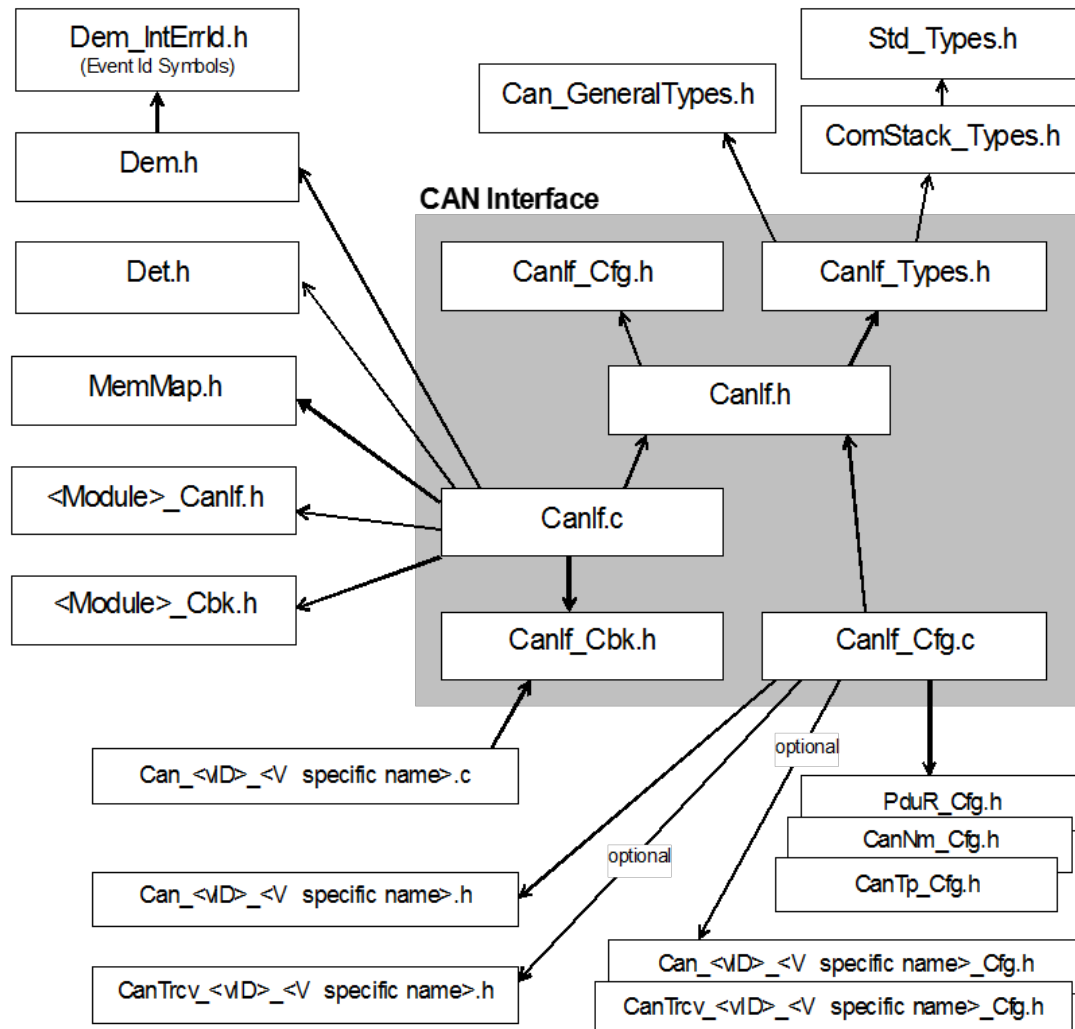 Dem_IntErrId.h
(Event Id Symbols)
Std_Types.h
Can_GeneralTypes.h
ComStack_Types.h
Dem.h
CAN Interface
Det.h
CanIf_Cfg.h
CanIf_Types.h
MemMap.h
CanIf.h
<Module>_CanIf.h
CanIf.c
<Module>_Cbk.h
CanIf_Cbk.h
CanIf_Cfg.c
optional
Can_<vID>_<V specific name>.c
PduR_Cfg.h
CanNm_Cfg.h
optional
CanTp_Cfg.h
Can_<vID>_<V specific name>.h
Can_<vID>_<V specific name>_Cfg.h
CanTrcv_<vID>_<V specific name>.h
CanTrcv_<vID>_<V specific name>_Cfg.h